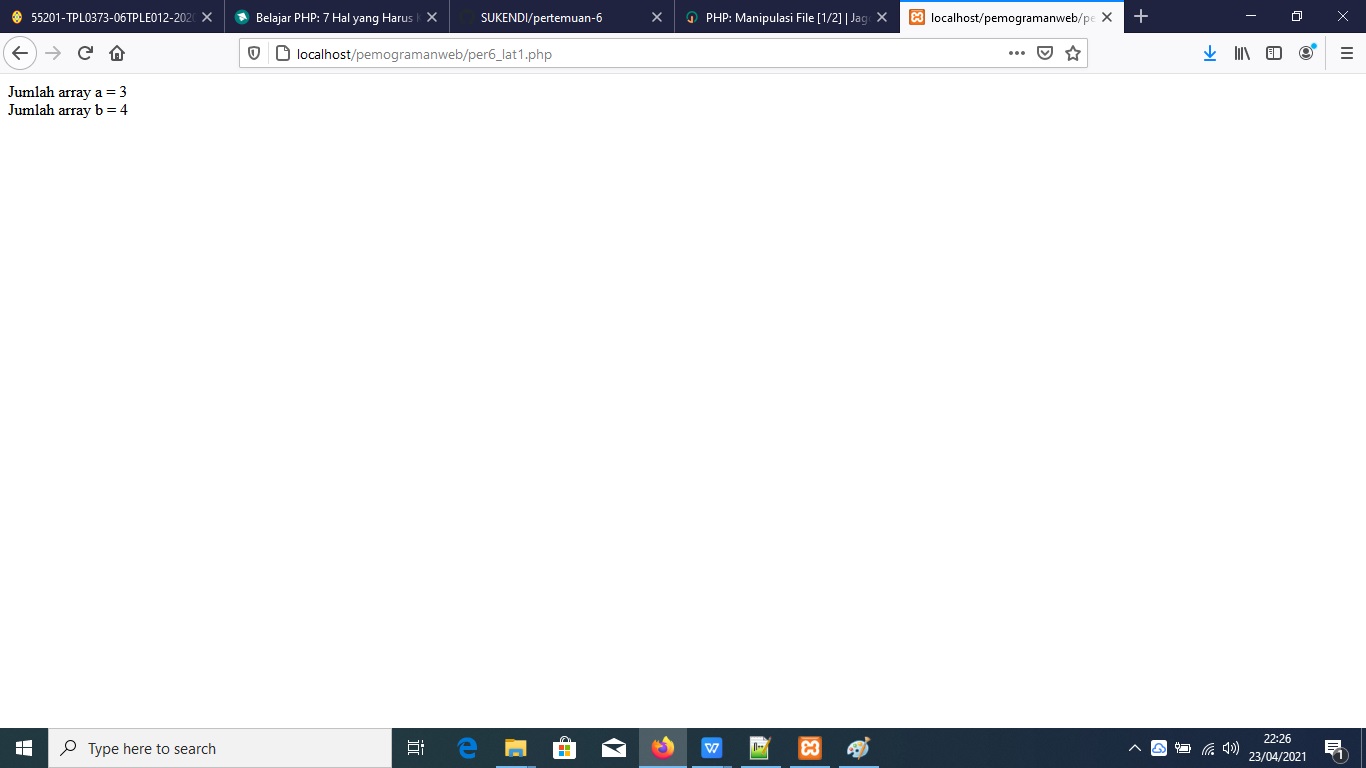 55201-TPL0373-06TPLE012-202
Belajar PHP: 7 Hal yang Harus
SUKENDI/pertemuan-6
PHP: Manipulasi File [1/2] | Jag
localhost/pemogramanweb/pe
localhost/pemogramanweb/per6_lat1.php
Jumlah array a = 3
Jumlah array b = 4
Type here to search
22:26
23/04/2021
1